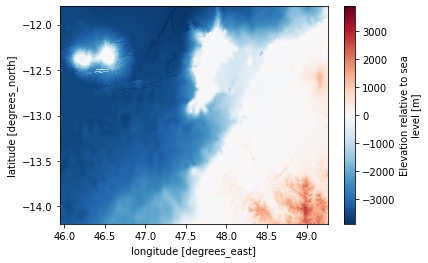 −12.0
−12.5
−13.0
−13.5
−14.0
latitude [degrees_north]
46.0 46.5 47.0 47.5 48.0 48.5 49.0
longitude [degrees_east]
3000
2000
1000
0
−1000
−2000
−3000
Elevation relative to sea
level [m]